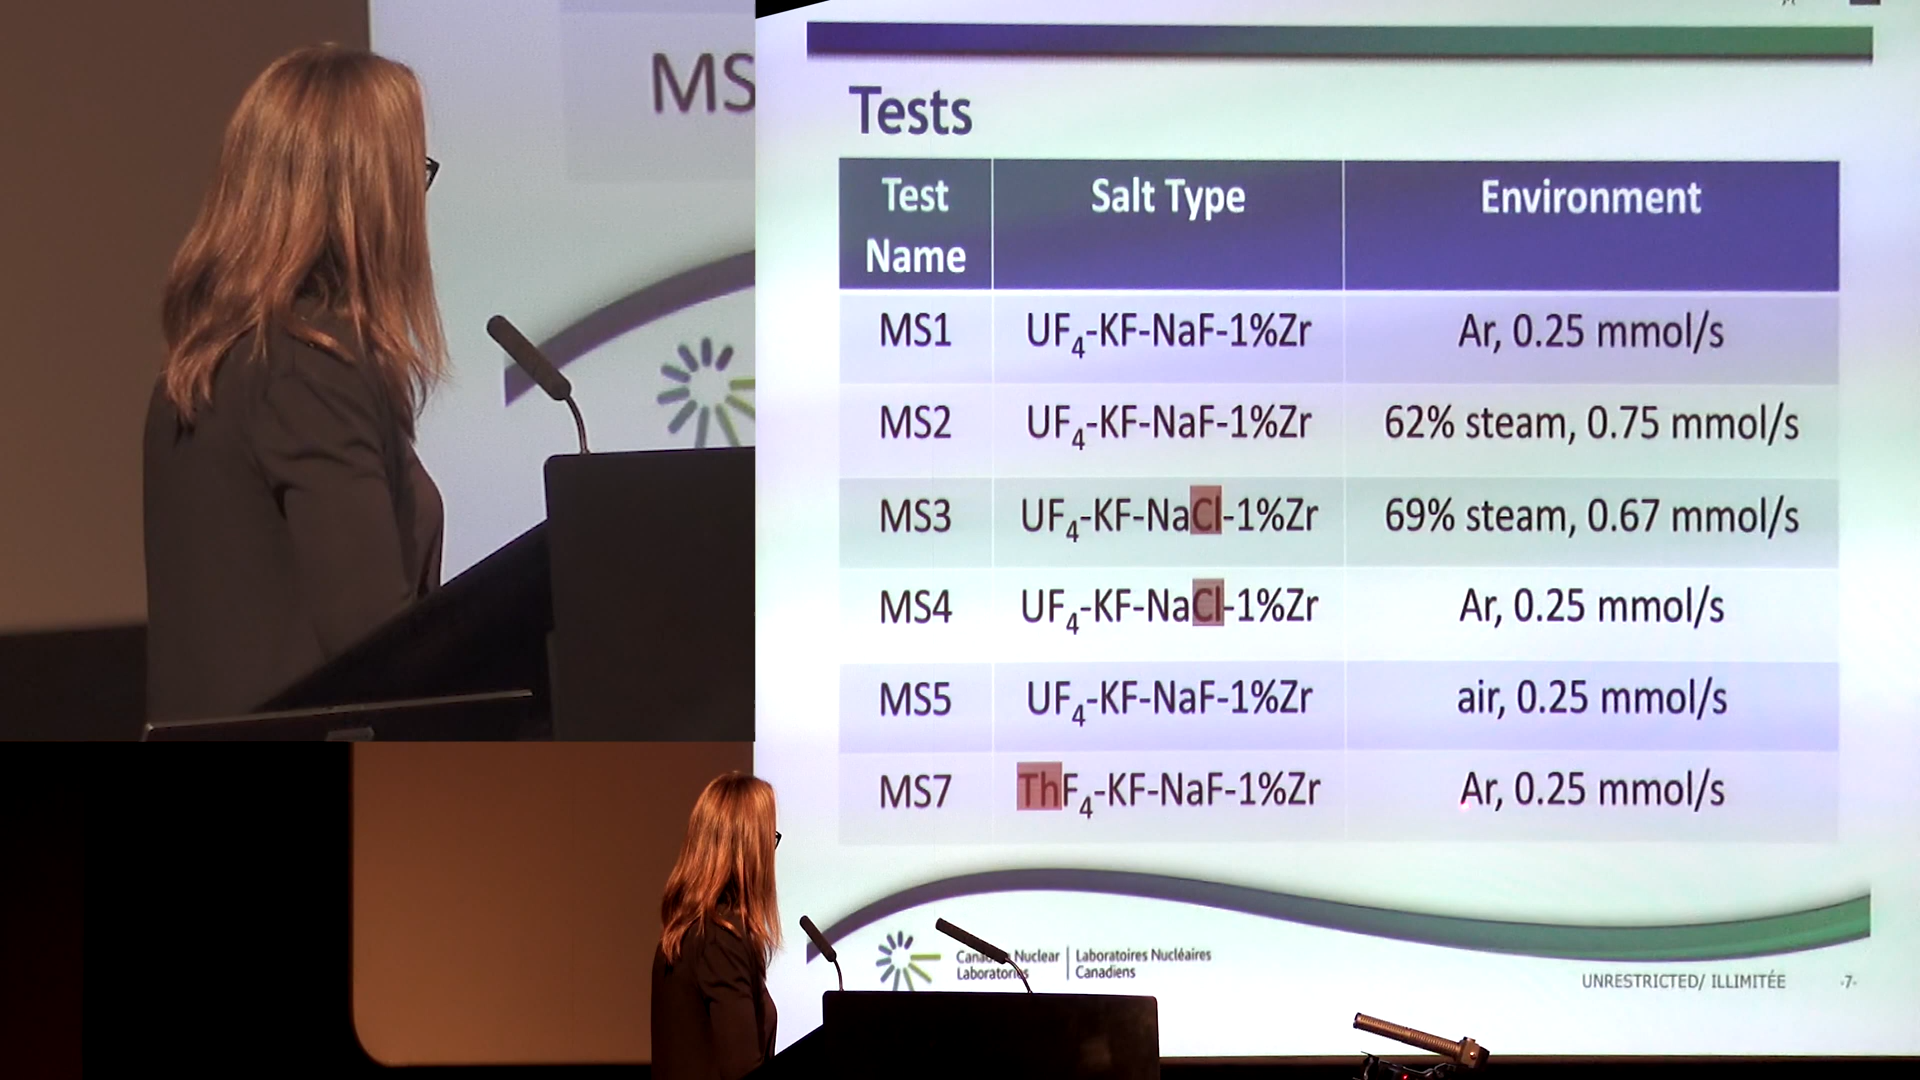 MS
Tests
Test Name Salt Type Environment
MS1 UF4-KF-NaF-1%Zr Ar, 0.25 mmol/s
MS2 UF4-KF-NaF-1%Zr 62% steam, 0.75 mmol/s
MS3 UF4-KF-NaCl-1%Zr 69% steam, 0.67 mmol/s
MS4 UF4-KF-NaCl-1%Zr Ar, 0.25 mmol/s
MS5 UF4-KF-NaF-1%Zr air, 0.25 mmol/s
MS7 ThF4-KF-NaF-1%Zr Ar, 0.25 mmol/s
Canadian Nuclear Laboratories | Laboratoires Nucléaires Canadiens
UNRESTRICTED/ ILLIMITÉE -7-